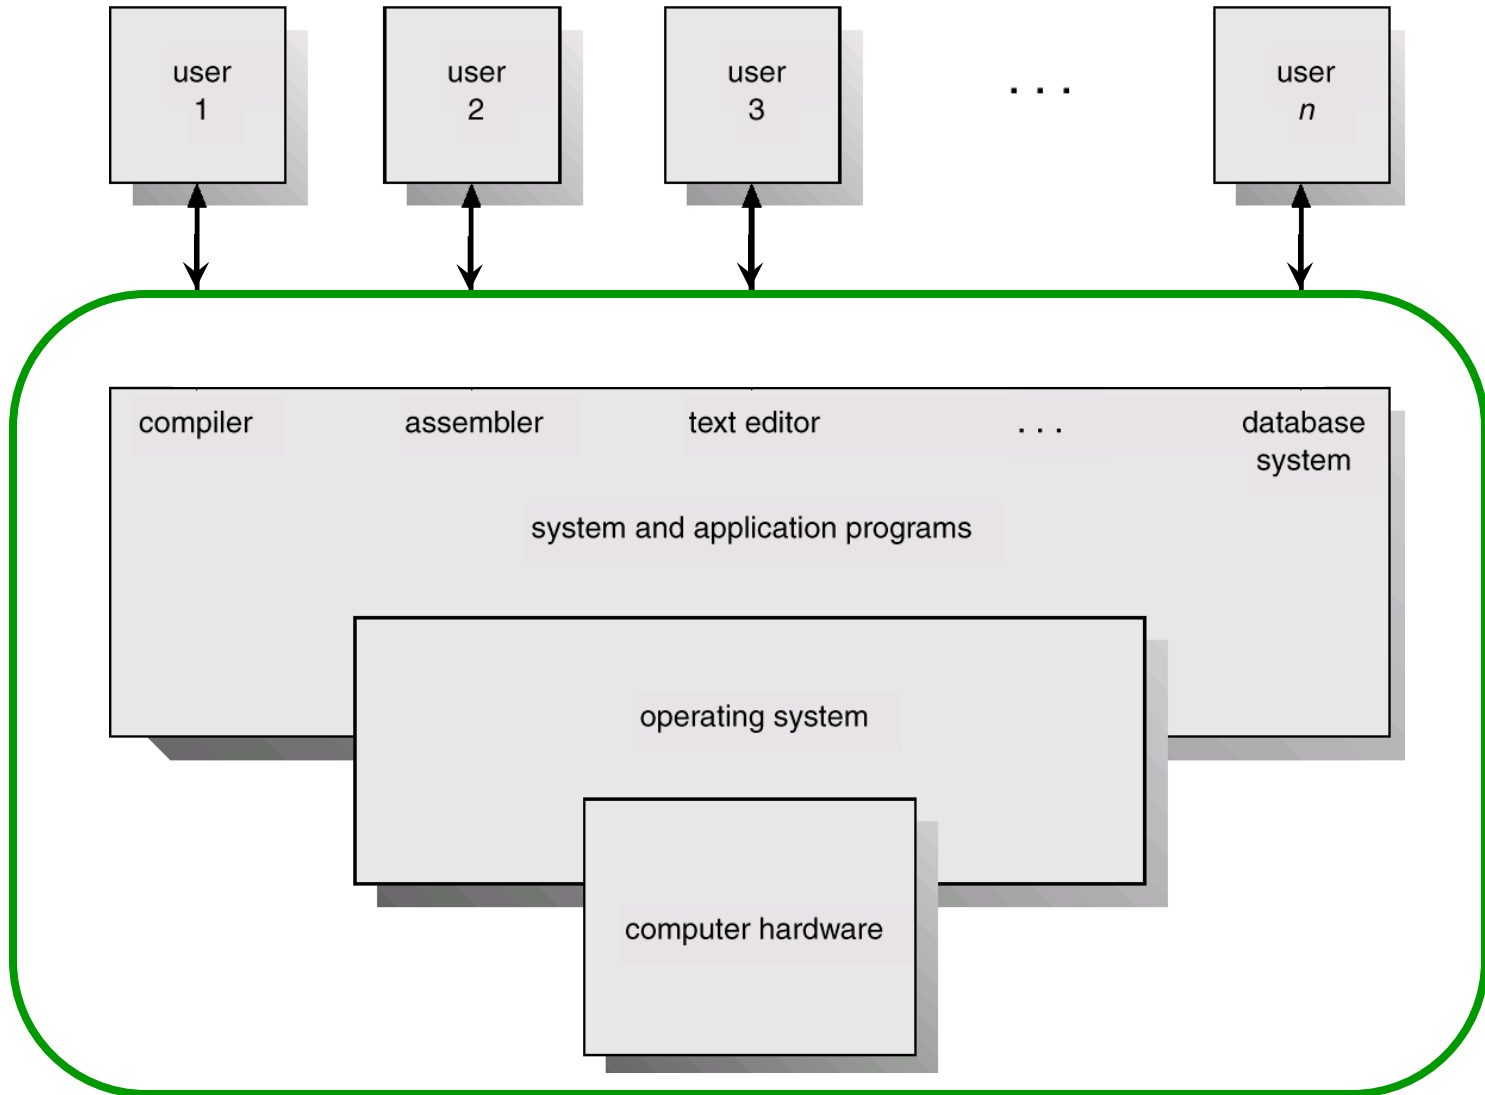 user
1
user
2
user
3
. . .
user
n
compiler
assembler
text editor
. . .
database
system
system and application programs
operating system
computer hardware